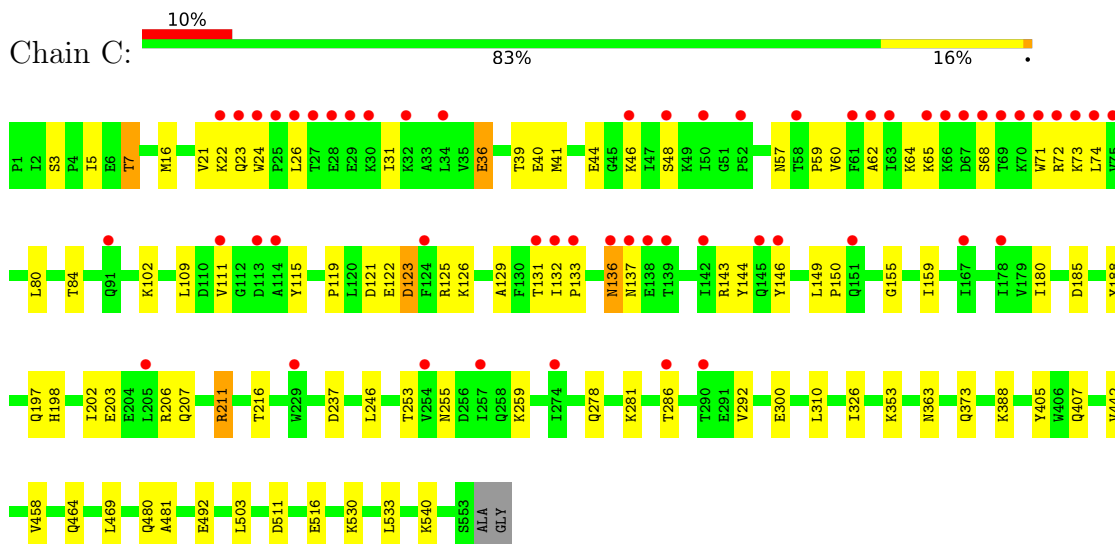 10%
Chain C:
83% 16% •
P1 I2 S3 P4 I5 E6 T7 M16 V21 K22 Q23 W24 P25 L26 T27 E28 E29 K30 I31 K32 A33 L34 V35 E36 T39 E40 M41 E44 G45 K46 I47 S48 K49 I50 G51 P52 N57 T58 P59 V60 F61 A62 I63 K64 K65 K66 D67 S68 T69 K70 W71 R72 K73 L74 V75
L80 T84 Q91 K102 L109 D110 V111 G112 D113 A114 Y115 P119 L120 D121 E122 D123 F124 R125 K126 A129 F130 T131 I132 P133 N136 N137 E138 T139 I142 R143 Y144 Q145 Y146 L149 P150 Q151 G155 I159 I167 I178 V179 I180 D185 Y188
Q197 H198 I202 E203 E204 L205 R206 Q207 R211 T216 W229 D237 L246 T253 V254 N255 D256 I257 Q258 K259 I274 Q278 K281 T286 T290 E291 V292 E300 L310 I326 K353 N363 Q373 K388 Y405 W406 Q407
V458 Q464 L469 Q480 A481 E492 L503 D511 E516 K530 L533 K540 S553 ALA GLY